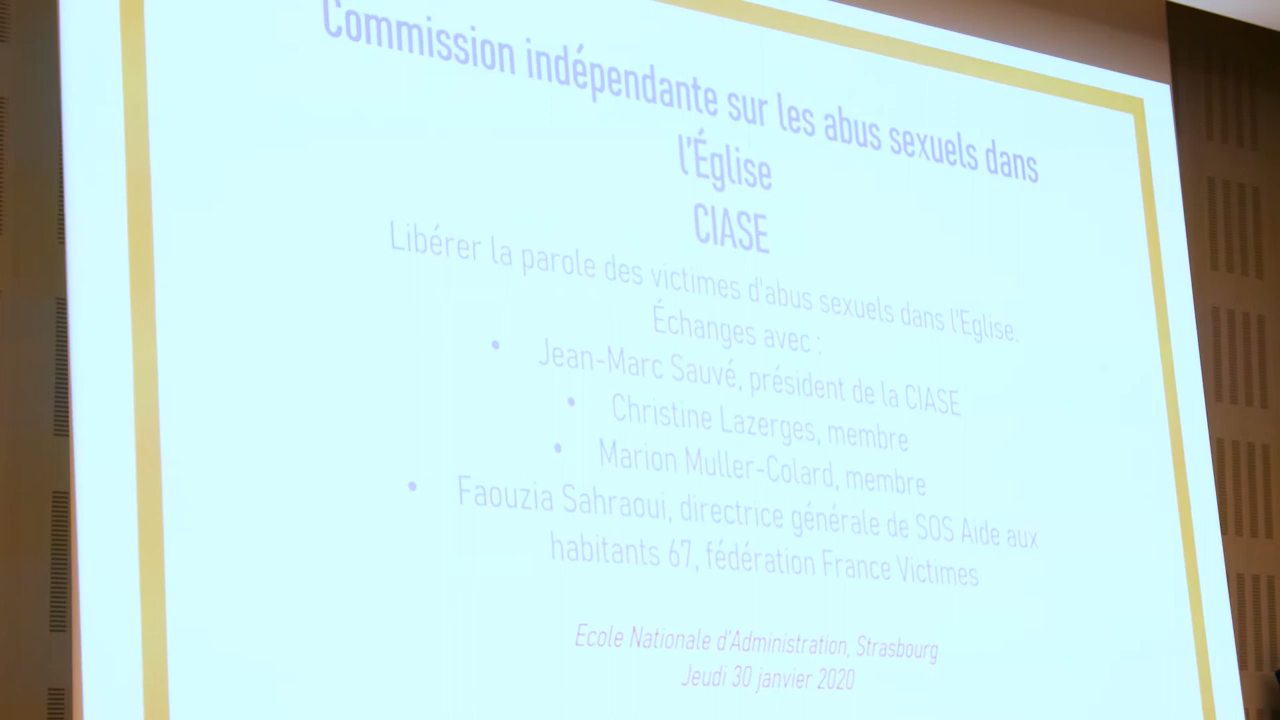 Commission indépendante sur les abus sexuels dans
l'Église
CIASE
Libérer la parole des victimes d'abus sexuels dans l'Eglise.
Échanges avec :
• Jean-Marc Sauvé, président de la CIASE
• Christine Lazerges, membre
• Marion Muller-Colard, membre
• Faouzia Sahraoui, directrice générale de SOS Aide aux
habitants 67, fédération France Victimes
Ecole Nationale d'Administration, Strasbourg
Jeudi 30 janvier 2020